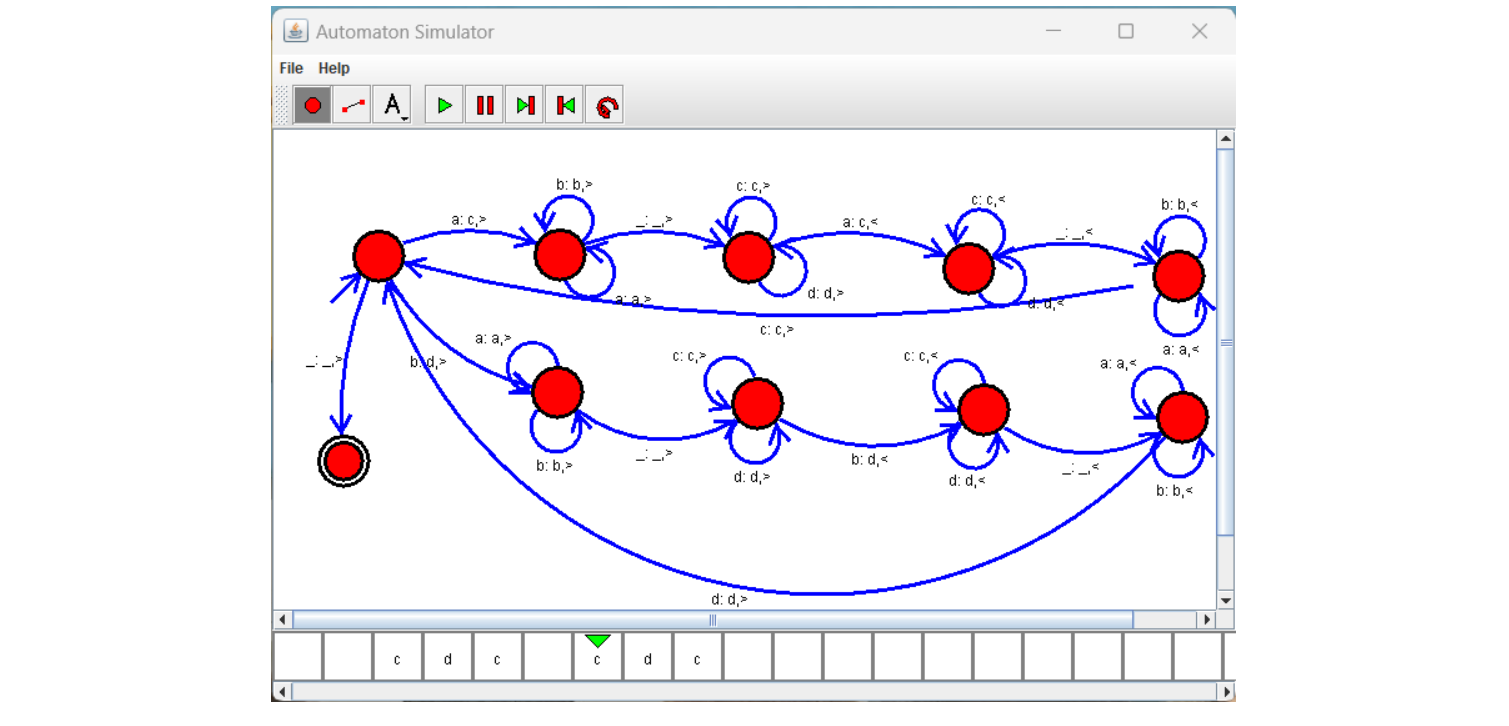 Automaton Simulator
File Help
A
b: b,>
c: c,>
c: c,<
b: b,<
a: c,>
_: _,>
a: c,<
_: _,<
a: a,>
d: d,>
d: d,<
c: c,>
a: a,<
_: _,>
b: d,>
a: a,>
c: c,>
c: c,<
a: a,<
b: b,>
_: _,>
d: d,>
b: d,<
d: d,<
_: _,<
b: b,<
d: d,>
c d c c d c